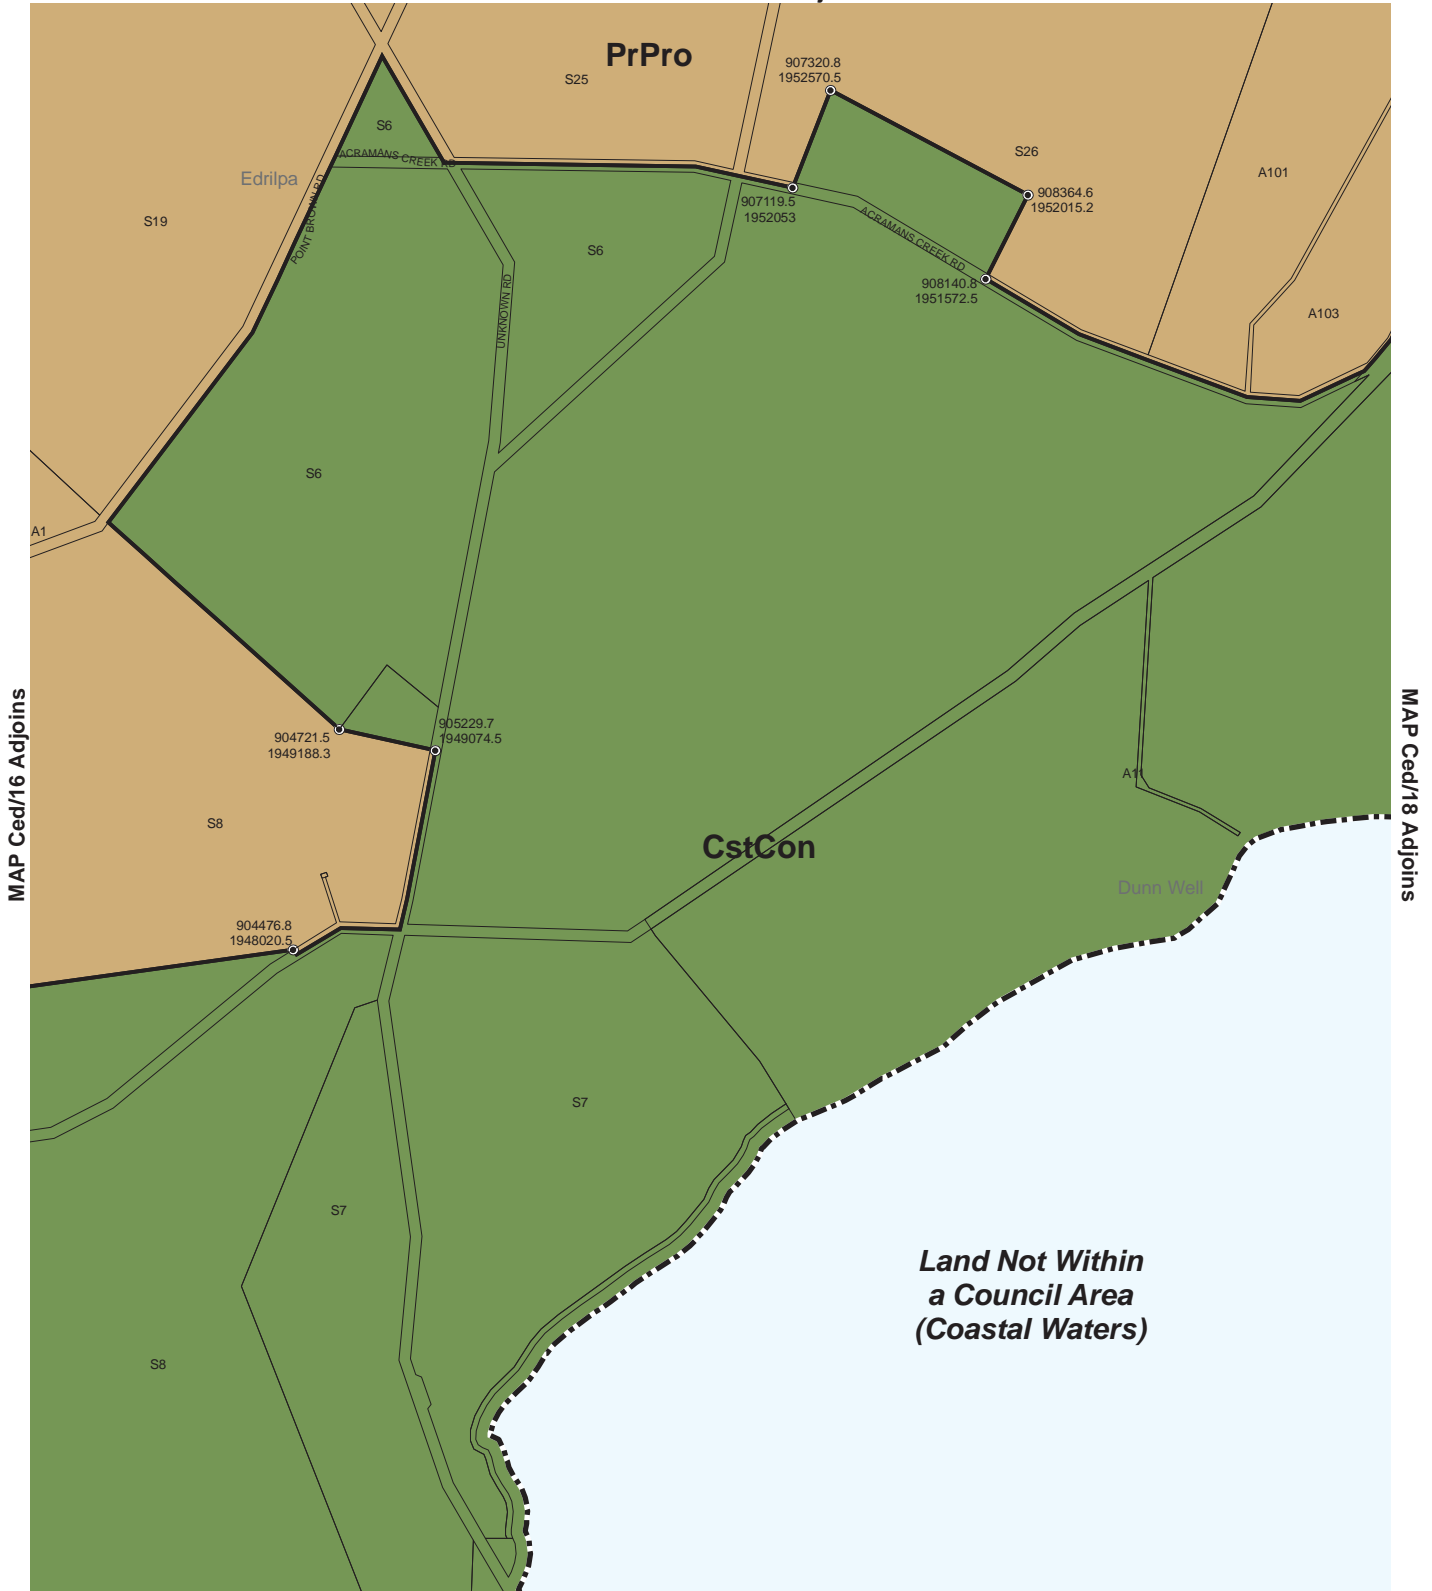 PrPro
907320.8
1952570.5
S25
S6
S26
ACRAMANS CREEK RD
A101
Edrilpa
908364.6
1952015.2
907119.5
1952053
S19
POINT BROWN RD
ACRAMANS CREEK RD
S6
908140.8
1951572.5
UNKNOWN RD
A103
S6
A1
MAP Ced/16 Adjoins
MAP Ced/18 Adjoins
905229.7
1949074.5
904721.5
1949188.3
A11
S8
CstCon
Dunn Well
904476.8
1948020.5
S7
S7
Land Not Within
a Council Area
(Coastal Waters)
S8